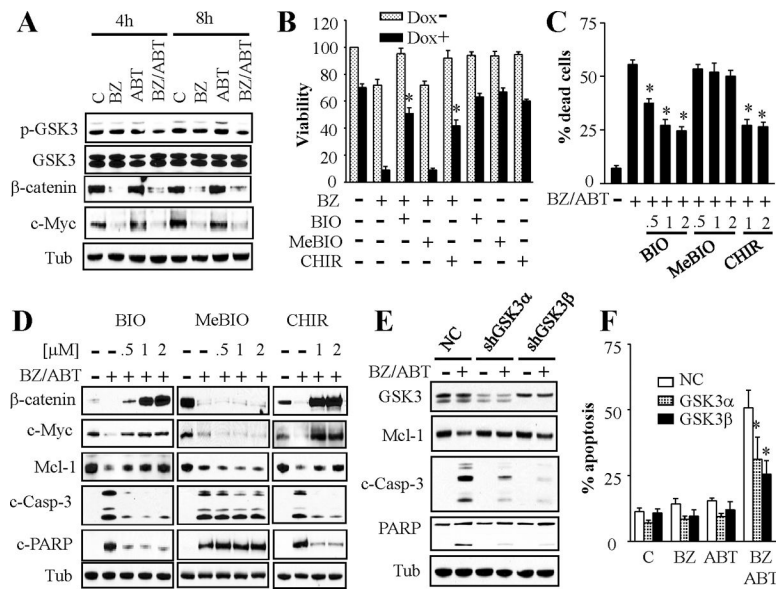 A
4h 8h
C BZ ABT BZ/ABT C BZ ABT BZ/ABT
p-GSK3
GSK3
β-catenin
c-Myc
Tub
B
Dox-
Dox+
Viability
120
100
80
60
40
20
0
*
*
BZ - + + + + - - -
BIO - - + - - + - -
MeBIO - - - + - - + -
CHIR - - - - + - - +
C
% dead cells
75
50
25
0
* * * * *
BZ/ABT - + + + + + + + + +
.5 1 2 .5 1 2 1 2
BIO MeBIO CHIR
D
BIO MeBIO CHIR
[µM] - - .5 1 2 - - .5 1 2 - - 1 2
BZ/ABT - + + + + - + + + + - + + +
β-catenin
c-Myc
Mcl-1
c-Casp-3
c-PARP
Tub
E
NC shGSK3α shGSK3β
BZ/ABT - + - + - +
GSK3
Mcl-1
c-Casp-3
PARP
Tub
F
% apoptosis
75
50
25
0
NC
GSK3α
GSK3β
*
*
C BZ ABT BZ
ABT